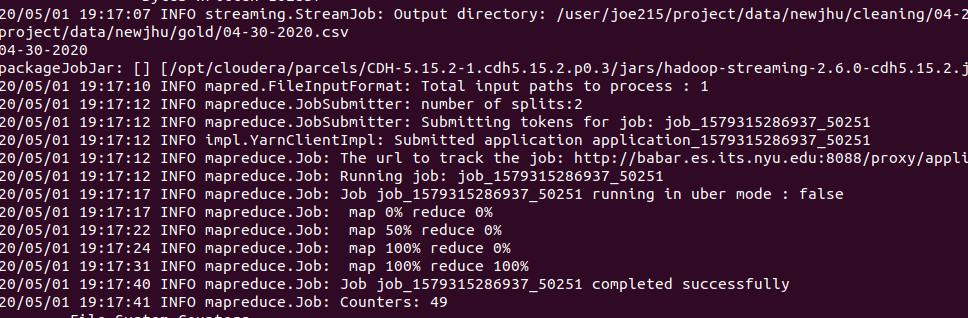 20/05/01 19:17:07 INFO streaming.StreamJob: Output directory: /user/joe215/project/data/newjhu/cleaning/04-2
project/data/newjhu/gold/04-30-2020.csv
04-30-2020
packageJobJar: [] [/opt/cloudera/parcels/CDH-5.15.2-1.cdh5.15.2.p0.3/jars/hadoop-streaming-2.6.0-cdh5.15.2.j
20/05/01 19:17:10 INFO mapred.FileInputFormat: Total input paths to process : 1
20/05/01 19:17:12 INFO mapreduce.JobSubmitter: number of splits:2
20/05/01 19:17:12 INFO mapreduce.JobSubmitter: Submitting tokens for job: job_1579315286937_50251
20/05/01 19:17:12 INFO impl.YarnClientImpl: Submitted application application_1579315286937_50251
20/05/01 19:17:12 INFO mapreduce.Job: The url to track the job: http://babar.es.its.nyu.edu:8088/proxy/appli
20/05/01 19:17:12 INFO mapreduce.Job: Running job: job_1579315286937_50251
20/05/01 19:17:17 INFO mapreduce.Job: Job job_1579315286937_50251 running in uber mode : false
20/05/01 19:17:17 INFO mapreduce.Job:  map 0% reduce 0%
20/05/01 19:17:22 INFO mapreduce.Job:  map 50% reduce 0%
20/05/01 19:17:24 INFO mapreduce.Job:  map 100% reduce 0%
20/05/01 19:17:31 INFO mapreduce.Job:  map 100% reduce 100%
20/05/01 19:17:40 INFO mapreduce.Job: Job job_1579315286937_50251 completed successfully
20/05/01 19:17:41 INFO mapreduce.Job: Counters: 49
File System Counters